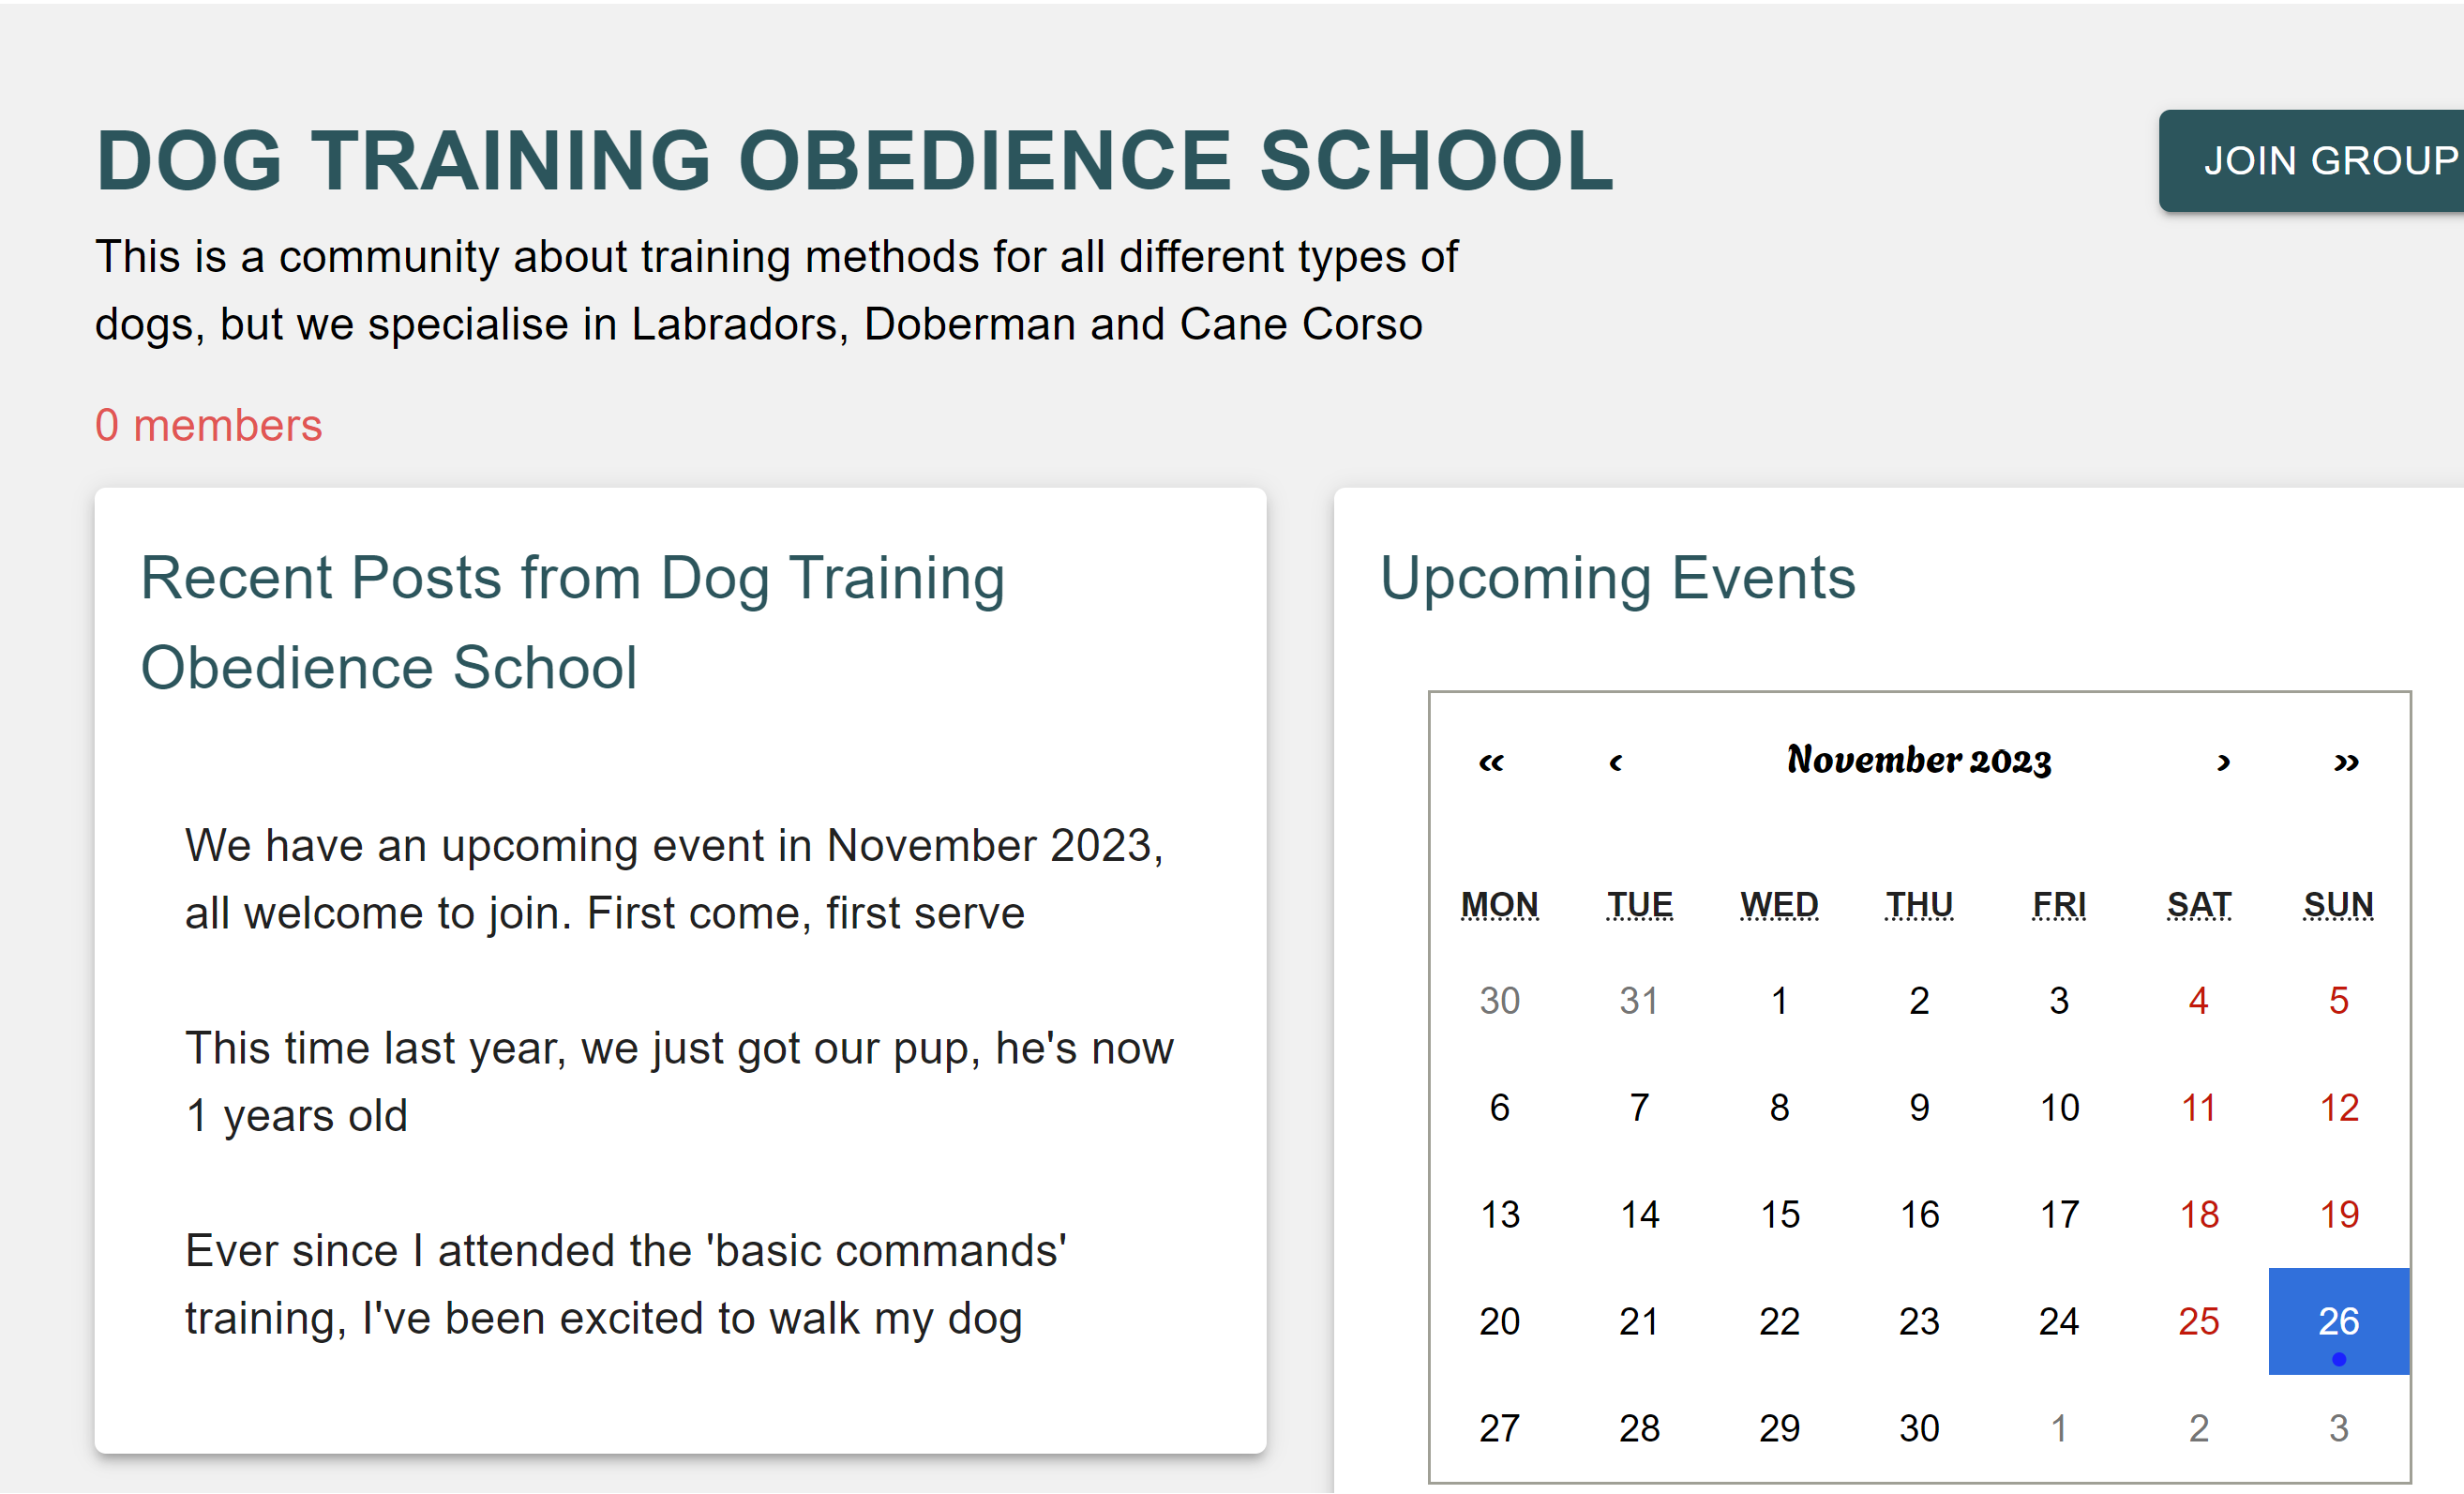 DOG TRAINING OBEDIENCE SCHOOL
JOIN GROUP
This is a community about training methods for all different types of
dogs, but we specialise in Labradors, Doberman and Cane Corso
0 members
Recent Posts from Dog Training
Obedience School
We have an upcoming event in November 2023,
all welcome to join. First come, first serve
This time last year, we just got our pup, he's now
1 years old
Ever since I attended the 'basic commands'
training, I've been excited to walk my dog
Upcoming Events
« ‹ November 2023 › »
MON TUE WED THU FRI SAT SUN
30 31 1 2 3 4 5
6 7 8 9 10 11 12
13 14 15 16 17 18 19
20 21 22 23 24 25 26
27 28 29 30 1 2 3